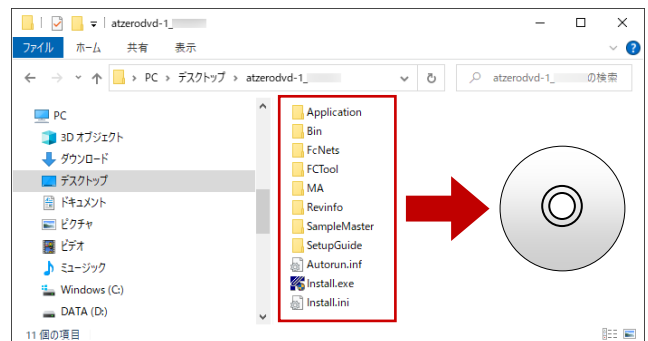 atzerodvd-1_
ファイル ホーム 共有 表示
PC › デスクトップ › atzerodvd-1_
atzerodvd-1_ の検索
PC
3D オブジェクト
ダウンロード
デスクトップ
ドキュメント
ピクチャ
ビデオ
ミュージック
Windows (C:)
DATA (D:)
Application
Bin
FcNets
FCTool
MA
Revinfo
SampleMaster
SetupGuide
Autorun.inf
Install.exe
Install.ini
11 個の項目